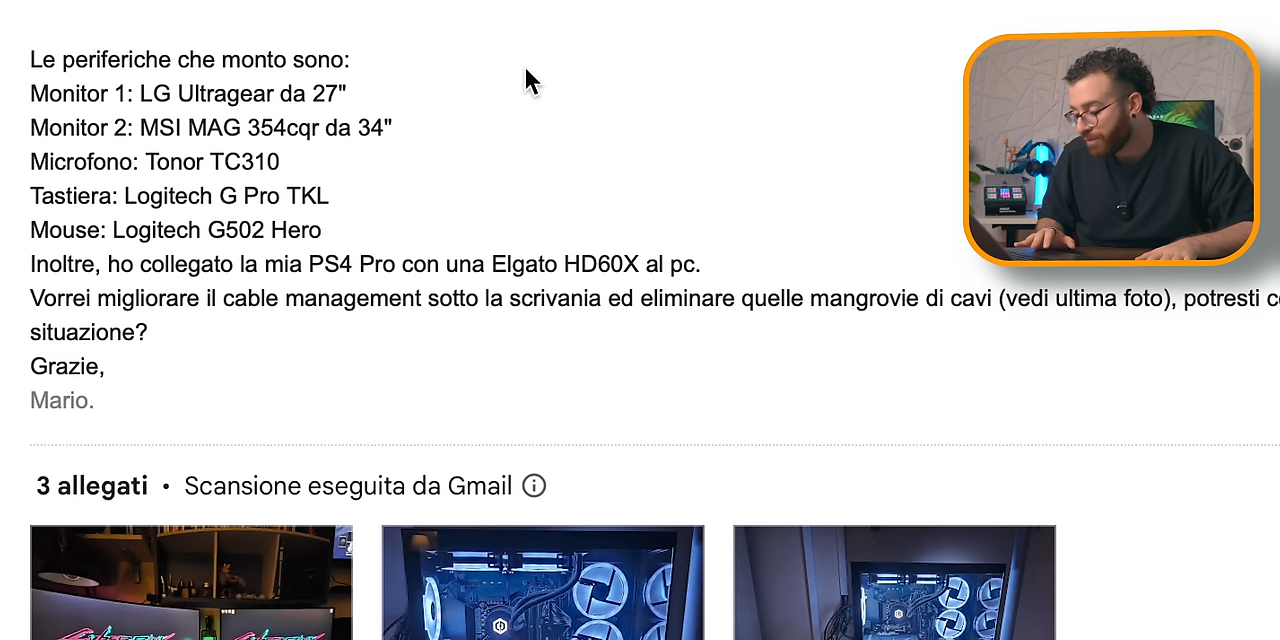 Le periferiche che monto sono:
Monitor 1: LG Ultragear da 27"
Monitor 2: MSI MAG 354cqr da 34"
Microfono: Tonor TC310
Tastiera: Logitech G Pro TKL
Mouse: Logitech G502 Hero
Inoltre, ho collegato la mia PS4 Pro con una Elgato HD60X al pc.
Vorrei migliorare il cable management sotto la scrivania ed eliminare quelle mangrovie di cavi (vedi ultima foto), potresti
situazione?
Grazie,
Mario.
3 allegati • Scansione eseguita da Gmail